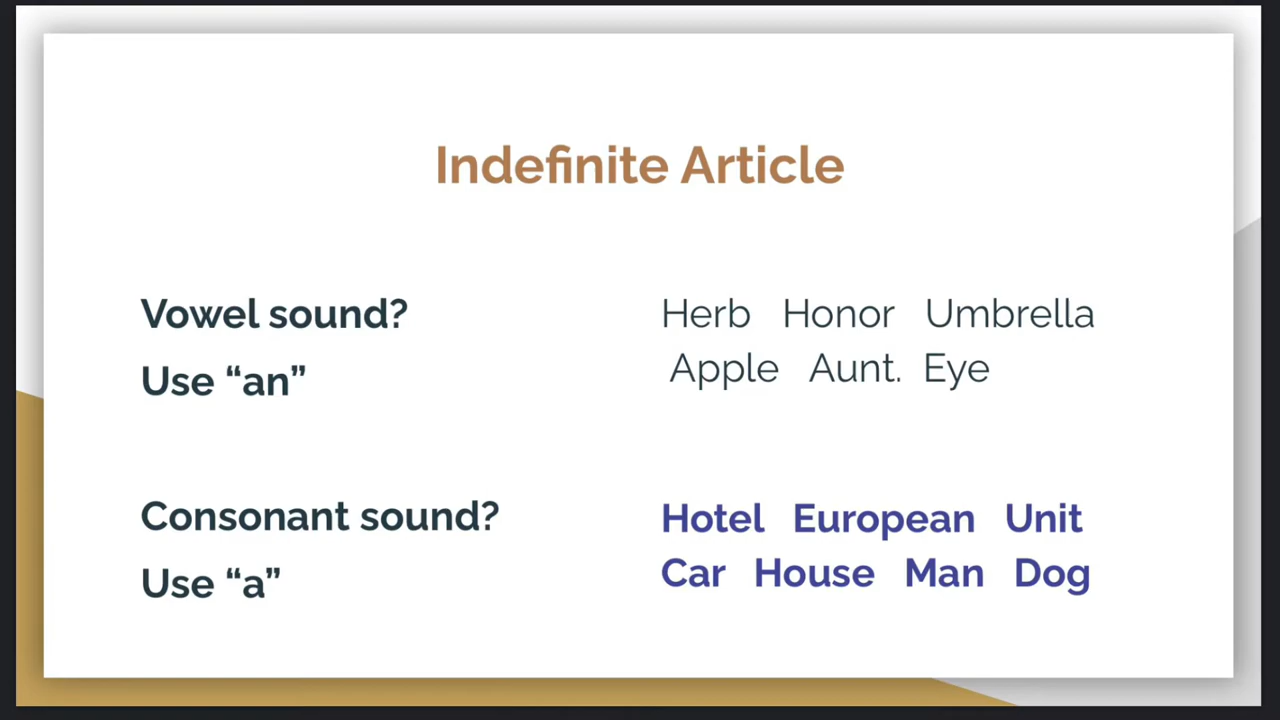 Indefinite Article
Vowel sound?
Use “an”
Herb Honor Umbrella
Apple Aunt. Eye
Consonant sound?
Use “a”
Hotel European Unit
Car House Man Dog